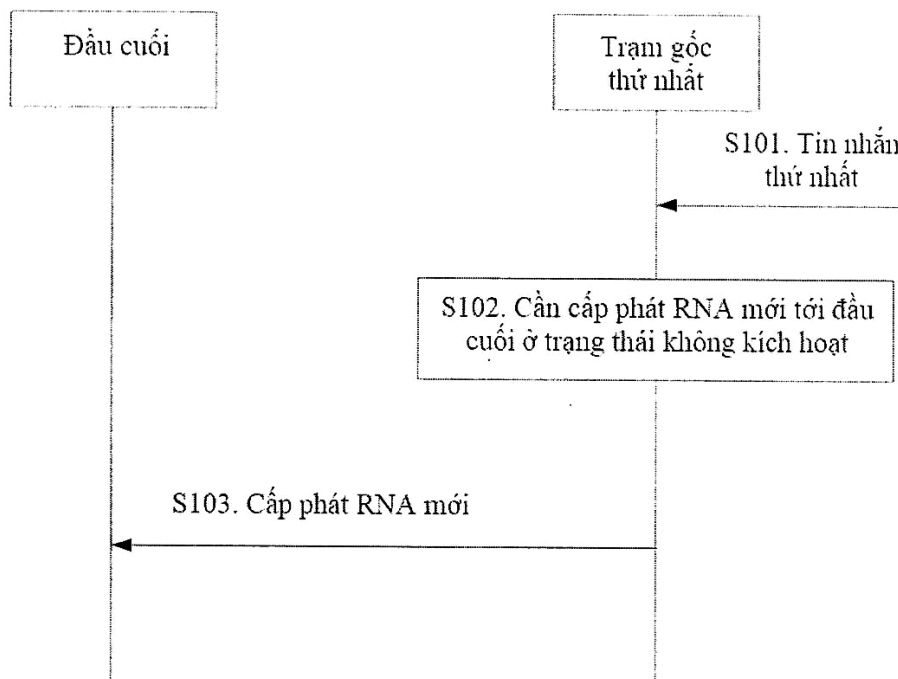 Đầu cuối
Trạm gốc
thứ nhất
S101. Tin nhắn
thứ nhất
S102. Cần cấp phát RNA mới tới đầu
cuối ở trạng thái không kích hoạt
S103. Cấp phát RNA mới